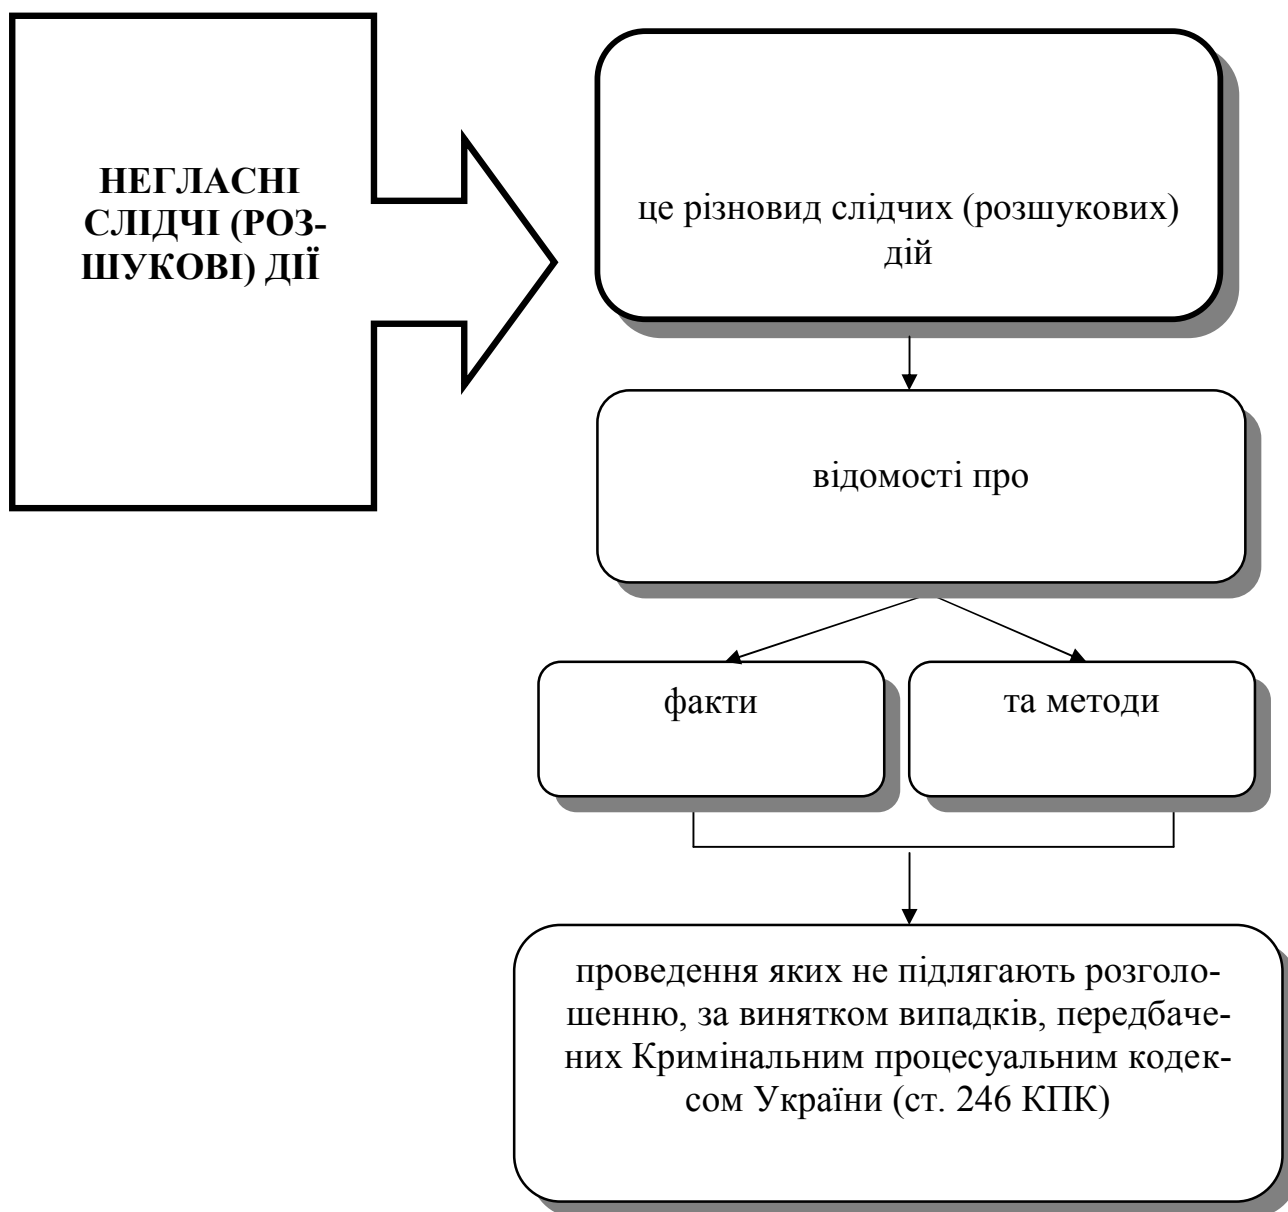 НЕГЛАСНІ
СЛІДЧІ (РОЗ-
ШУКОВІ) ДІЇ
це різновид слідчих (розшукових)
дій
відомості про
факти
та методи
проведення яких не підлягають розголо-
шенню, за винятком випадків, передбаче-
них Кримінальним процесуальним кодек-
сом України (ст. 246 КПК)